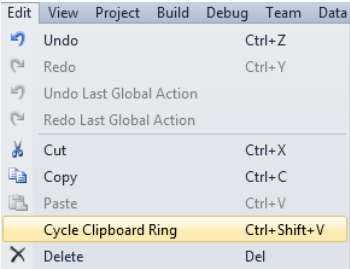 Edit View Project Build Debug Team Data
Undo Ctrl+Z
Redo Ctrl+Y
Undo Last Global Action
Redo Last Global Action
Cut Ctrl+X
Copy Ctrl+C
Paste Ctrl+V
Cycle Clipboard Ring Ctrl+Shift+V
Delete Del